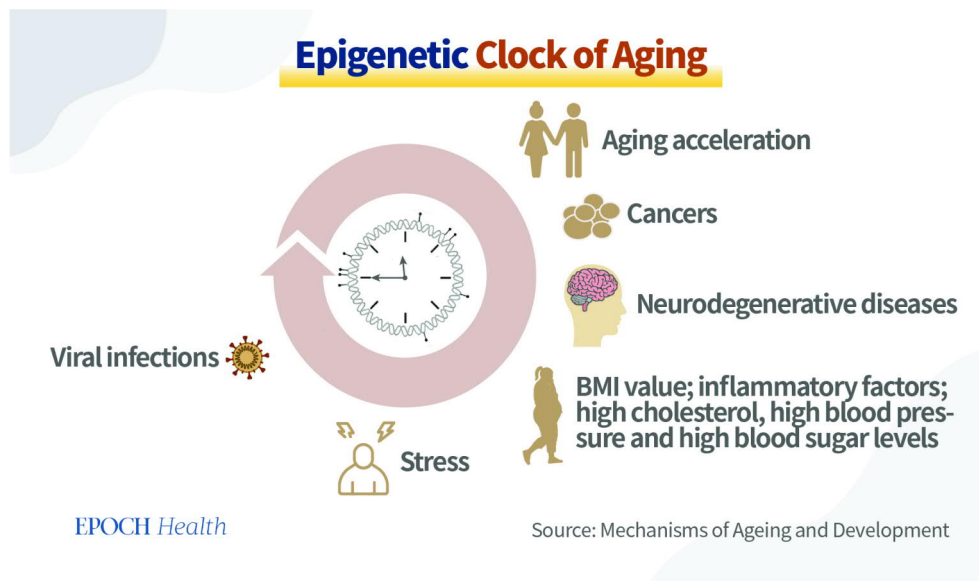 Epigenetic Clock of Aging
Aging acceleration
Cancers
Neurodegenerative diseases
Viral infections
BMI value; inflammatory factors;
high cholesterol, high blood pres-
sure and high blood sugar levels
Stress
EPOCH Health
Source: Mechanisms of Ageing and Development